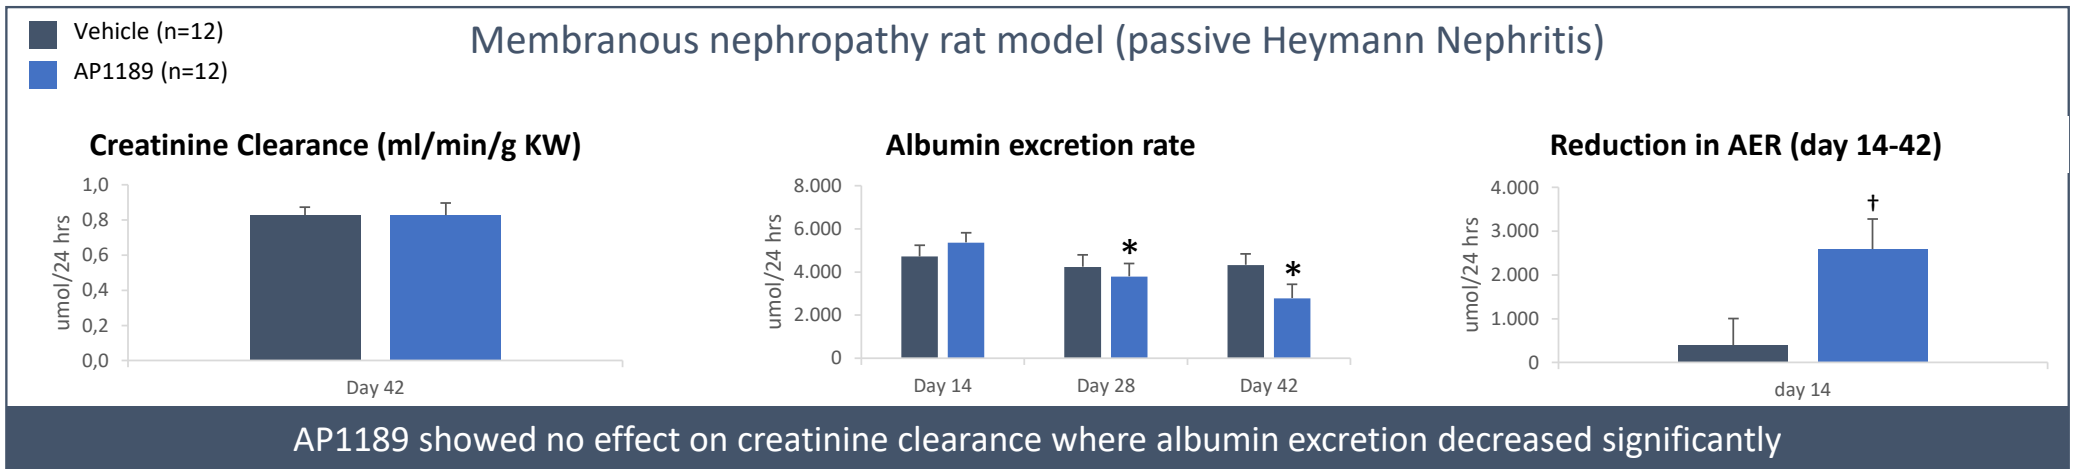 Vehicle (n=12)
AP1189 (n=12)
Membranous nephropathy rat model (passive Heymann Nephritis)
Creatinine Clearance (ml/min/g KW)
umol/24 hrs
1,0
0,8
0,6
0,4
0,2
0,0
Day 42
Albumin excretion rate
umol/24 hrs
8.000
6.000
4.000
2.000
0
*
*
Day 14 Day 28 Day 42
Reduction in AER (day 14-42)
umol/24 hrs
4.000
3.000
2.000
1.000
0
†
day 14
AP1189 showed no effect on creatinine clearance where albumin excretion decreased significantly